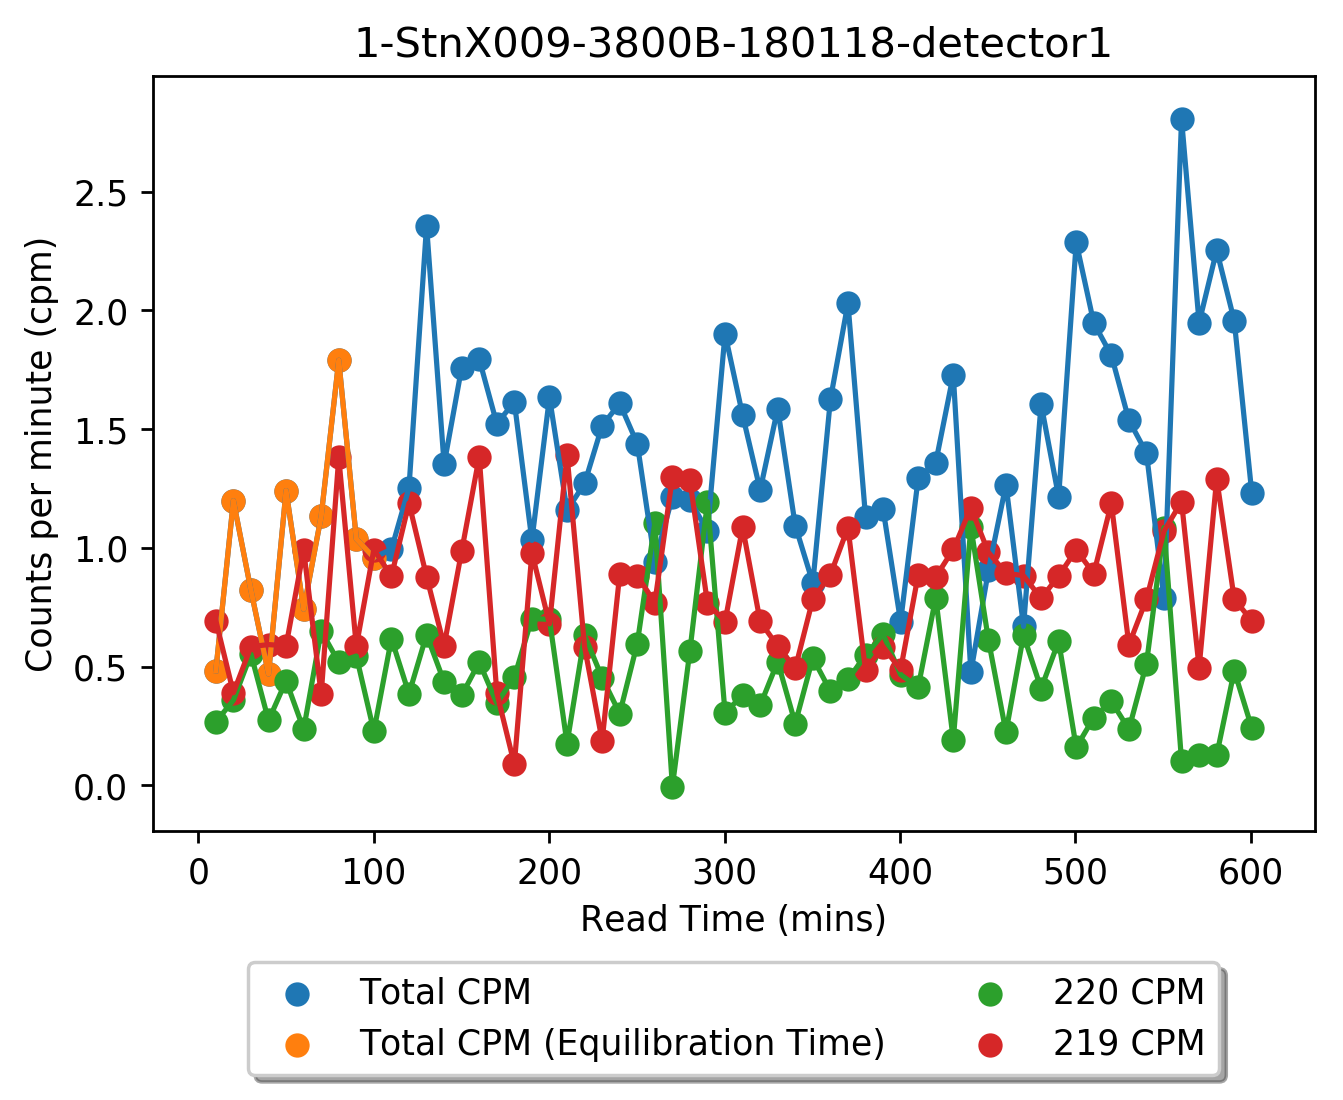 1-StnX009-3800B-180118-detector1
Counts per minute (cpm)
2.5
2.0
1.5
1.0
0.5
0.0
0 100 200 300 400 500 600
Read Time (mins)
Total CPM
Total CPM (Equilibration Time)
220 CPM
219 CPM